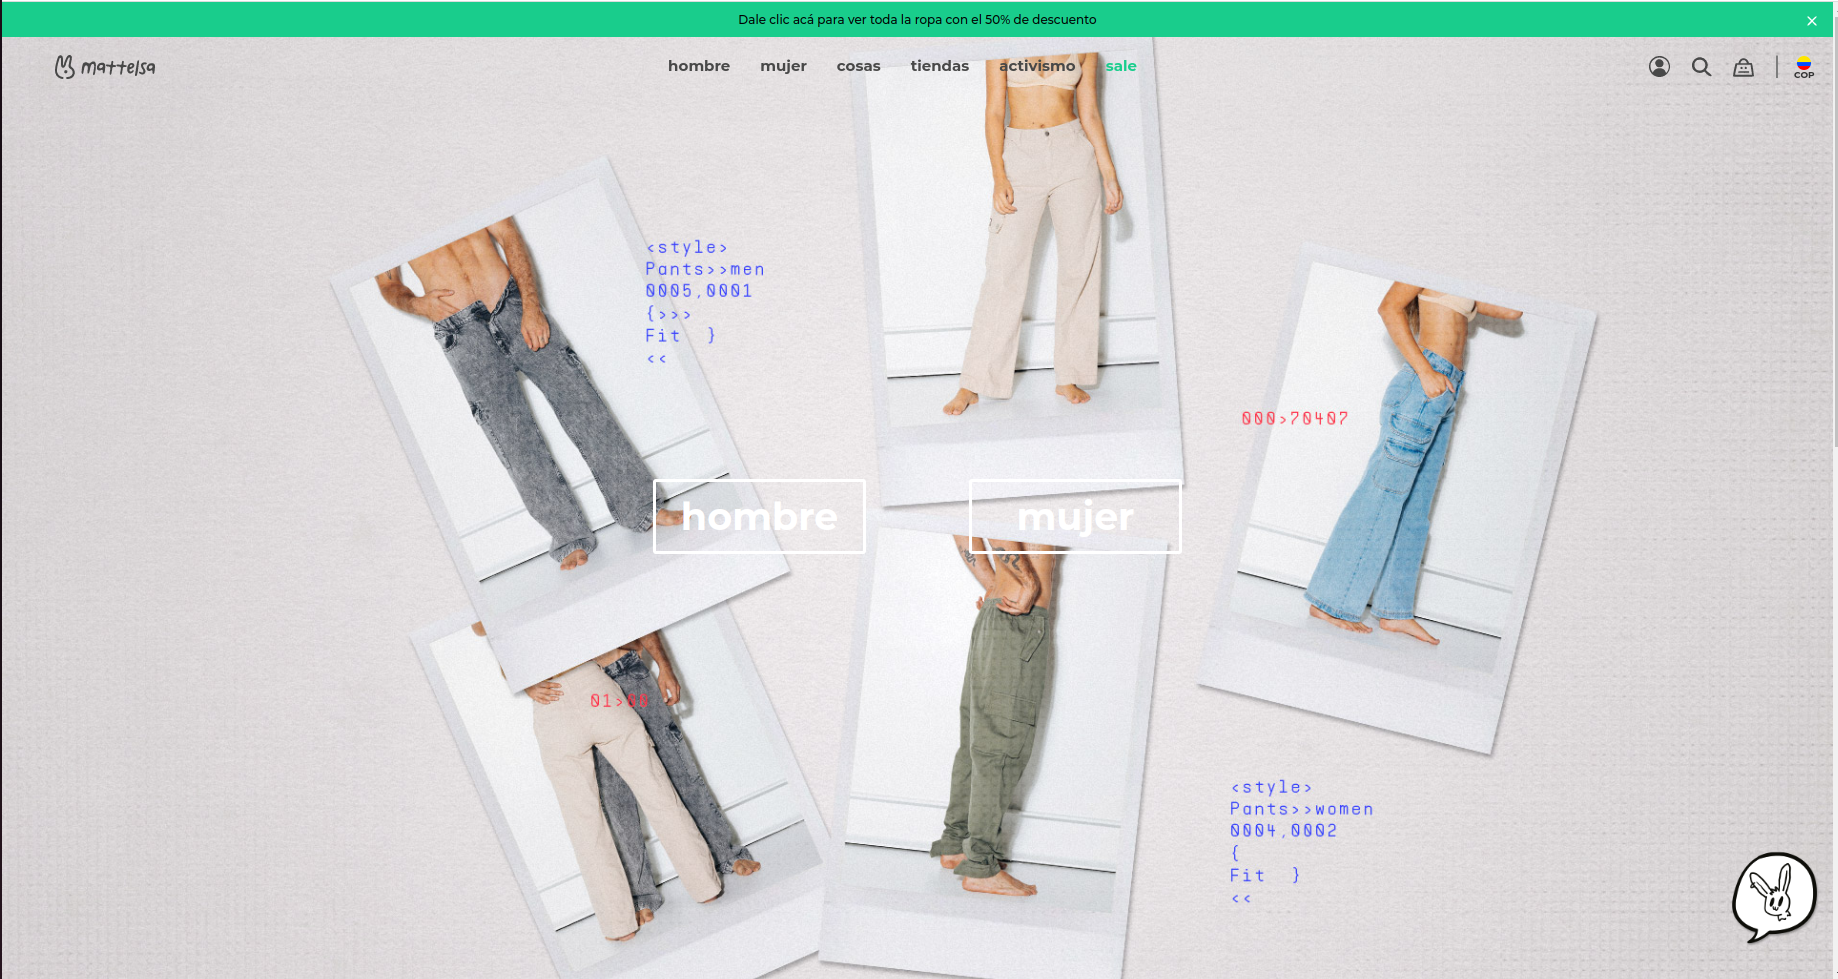 Dale clic acá para ver toda la ropa con el 50% de descuento
mattelsa
hombre mujer cosas tiendas activismo sale
COP
<style>
Pants>>men
0005,0001
{>>>
Fit }
<<
000>70407
hombre
mujer
01>00
<style>
Pants>>women
0004,0002
{
Fit }
<<